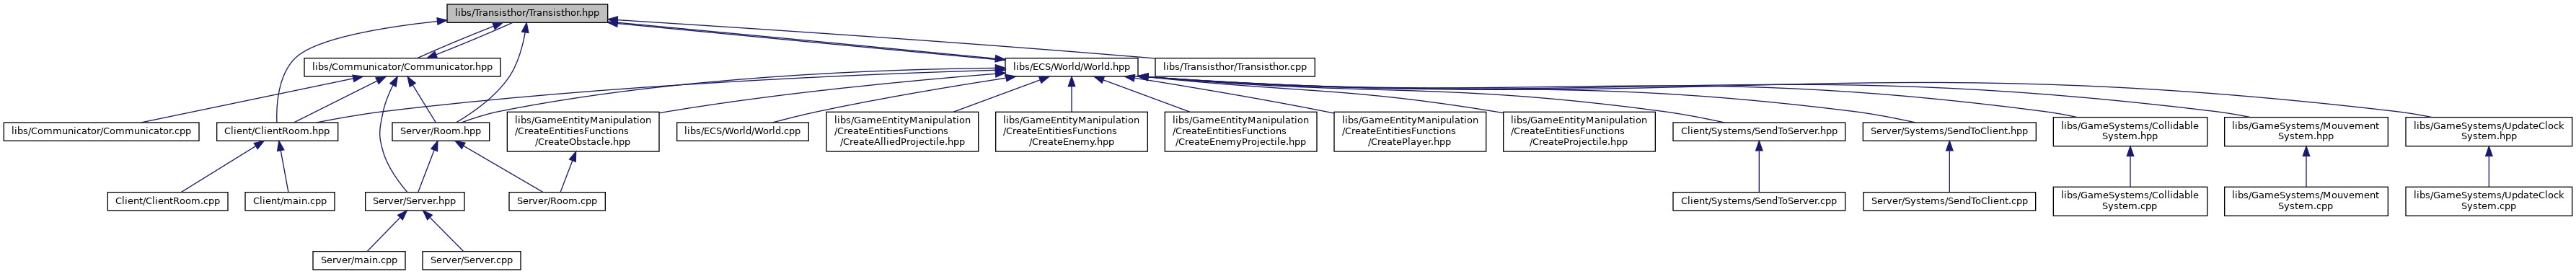 libs/Transisthor/Transisthor.hpp
libs/Communicator/Communicator.hpp
libs/ECS/World/World.hpp
libs/Transisthor/Transisthor.cpp
libs/Communicator/Communicator.cpp
Client/ClientRoom.hpp
Server/Room.hpp
libs/GameEntityManipulation
/CreateEntitiesFunctions
/CreateObstacle.hpp
libs/ECS/World/World.cpp
libs/GameEntityManipulation
/CreateEntitiesFunctions
/CreateAlliedProjectile.hpp
libs/GameEntityManipulation
/CreateEntitiesFunctions
/CreateEnemy.hpp
libs/GameEntityManipulation
/CreateEntitiesFunctions
/CreateEnemyProjectile.hpp
libs/GameEntityManipulation
/CreateEntitiesFunctions
/CreatePlayer.hpp
libs/GameEntityManipulation
/CreateEntitiesFunctions
/CreateProjectile.hpp
Client/Systems/SendToServer.hpp
Server/Systems/SendToClient.hpp
libs/GameSystems/Collidable
System.hpp
libs/GameSystems/Mouvement
System.hpp
libs/GameSystems/UpdateClock
System.hpp
Client/ClientRoom.cpp
Client/main.cpp
Server/Server.hpp
Server/Room.cpp
Client/Systems/SendToServer.cpp
Server/Systems/SendToClient.cpp
libs/GameSystems/Collidable
System.cpp
libs/GameSystems/Mouvement
System.cpp
libs/GameSystems/UpdateClock
System.cpp
Server/main.cpp
Server/Server.cpp